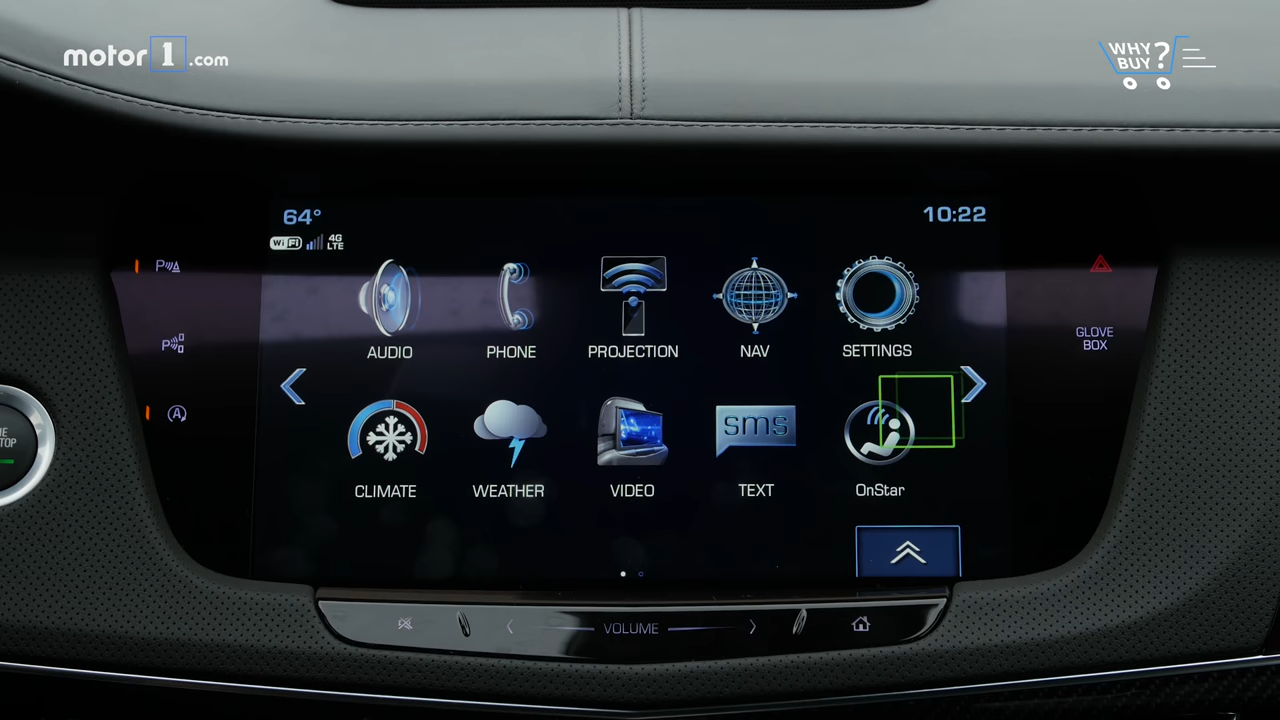 motor1.com
WHY
BUY?
64°
10:22
WiFi
4G
LTE
AUDIO
PHONE
PROJECTION
NAV
SETTINGS
GLOVE
BOX
P
P
A
sms
CLIMATE
WEATHER
VIDEO
TEXT
OnStar
VOLUME